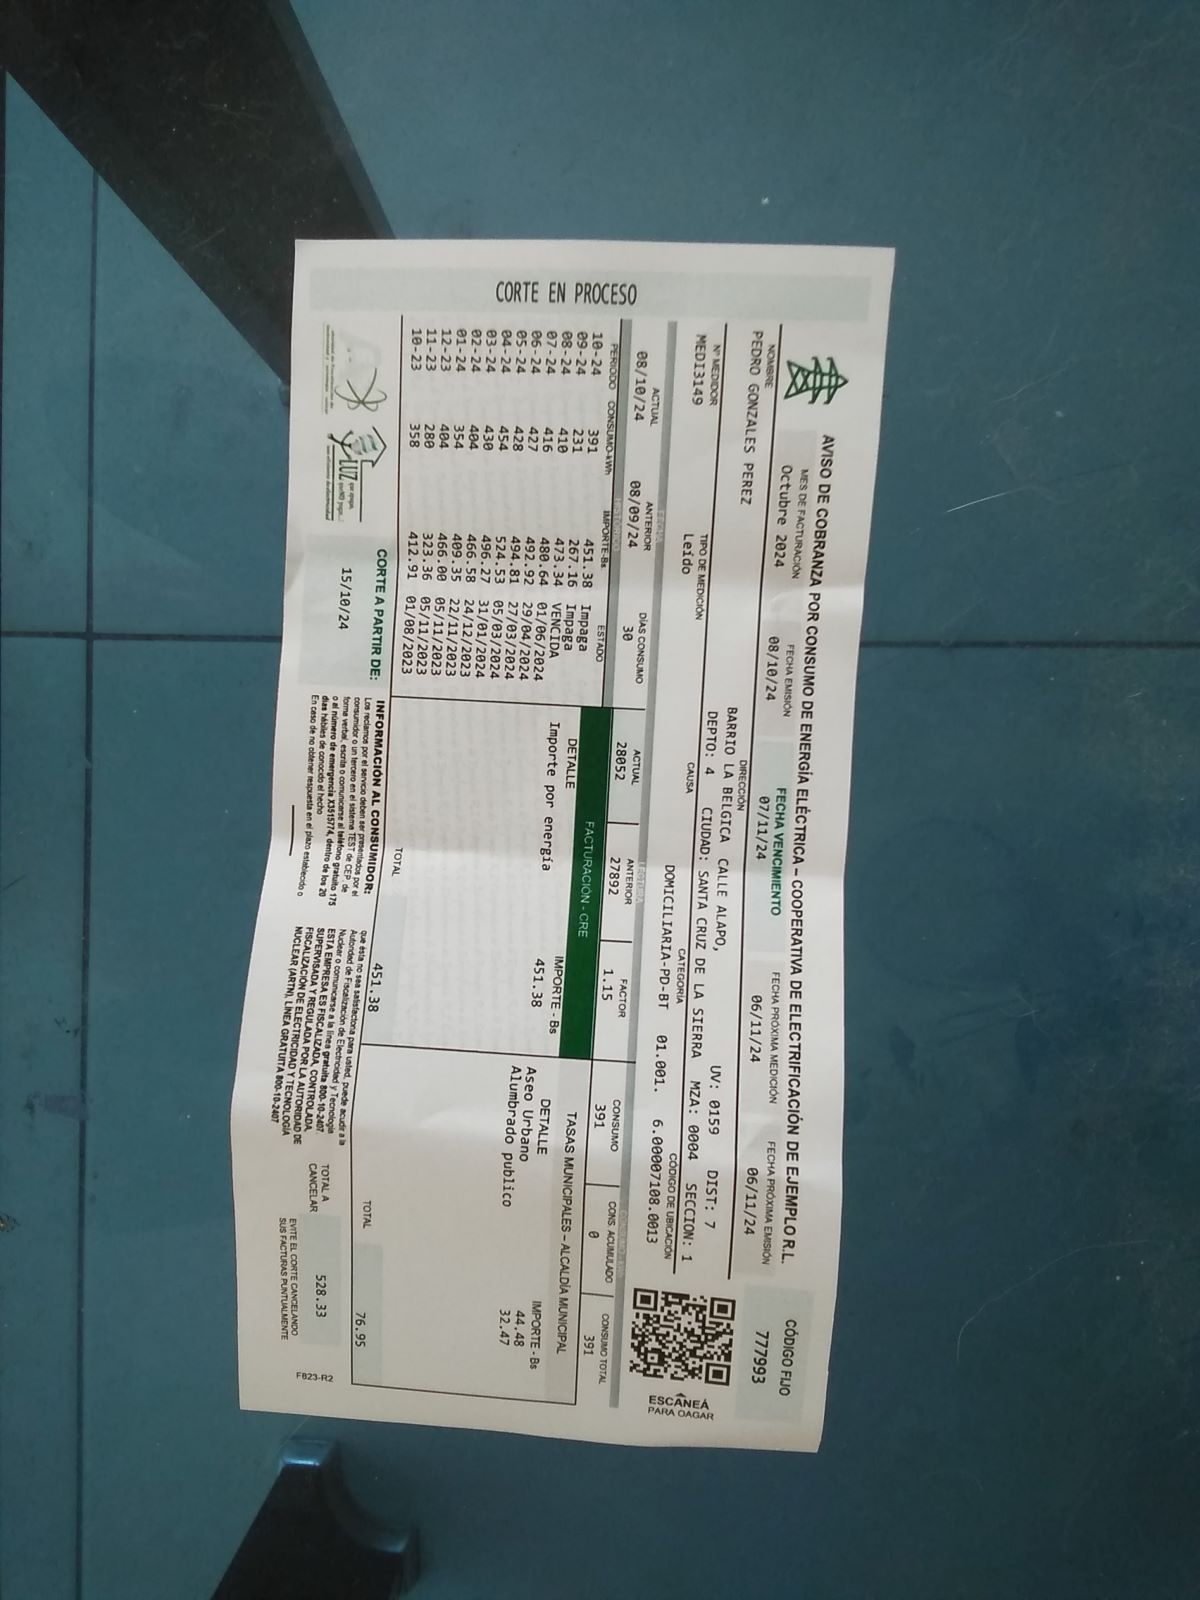 CORTE EN PROCESO
AVISO DE COBRANZA POR CONSUMO DE ENERGÍA ELÉCTRICA – COOPERATIVA DE ELECTRIFICACIÓN DE EJEMPLO R.L.
MES DE FACTURACIÓN FECHA EMISIÓN FECHA VENCIMIENTO FECHA PRÓXIMA MEDICIÓN FECHA PRÓXIMA EMISIÓN CÓDIGO FIJO
Octubre 2024 08/10/24 07/11/24 06/11/24 06/11/24 777993
NOMBRE DIRECCIÓN
PEDRO GONZALES PEREZ BARRIO LA BELGICA CALLE ALAPO, UV: 0159 DIST: 7
DEPTO: 4 CIUDAD: SANTA CRUZ DE LA SIERRA MZA: 0004 SECCION: 1
Nº MEDIDOR TIPO DE MEDICIÓN CAUSA CATEGORÍA CÓDIGO DE UBICACIÓN
MEDI3149 Leído DOMICILIARIA-PD-BT 01.001. 6.00007108.0013
ESCANEA
PARA OAGAR
FECHA LECTURA
ACTUAL ANTERIOR DÍAS CONSUMO ACTUAL ANTERIOR FACTOR CONSUMO CONS. ACUMULADO CONSUMO TOTAL
08/10/24 08/09/24 30 28052 27892 1.15 391 0 391
HISTÓRICO
PERIODO CONSUMO-kWh IMPORTE-Bs ESTADO
10-24 391 451.38 Impaga
09-24 231 267.16 Impaga
08-24 410 473.34 VENCIDA
07-24 416 480.64 01/06/2024
06-24 427 492.92 29/04/2024
05-24 428 494.81 27/03/2024
04-24 454 524.53 05/03/2024
03-24 430 496.27 31/01/2024
02-24 404 466.58 24/12/2023
01-24 354 409.35 22/11/2023
12-23 404 466.00 05/11/2023
11-23 280 323.36 05/11/2023
10-23 358 412.91 01/08/2023
FACTURACIÓN - CRE
DETALLE IMPORTE - Bs
Importe por energía 451.38
TOTAL 451.38
TASAS MUNICIPALES – ALCALDÍA MUNICIPAL
DETALLE IMPORTE - Bs
Aseo Urbano 44.48
Alumbrado publico 32.47
TOTAL 76.95
LUZ
CORTE A PARTIR DE:
15/10/24
INFORMACIÓN AL CONSUMIDOR:
Los reclamos por el servicio deben ser presentados por el
consumidor o un tercero en el sistema TEST de CEP, de
forma verbal, escrita o comunicarse al teléfono gratuito 175
o al número de emergencia X3515774, dentro de los 20
días hábiles de conocido el hecho
En caso de no obtener respuesta en el plazo establecido o
que ésta no sea satisfactoria para usted, puede acudir a la
Autoridad de Fiscalización de Electricidad y Tecnología
Nuclear o comunicarse a la línea gratuita 800-10-2407.
ESTA EMPRESA ES FISCALIZADA, CONTROLADA,
SUPERVISADA Y REGULADA POR LA AUTORIDAD DE
FISCALIZACIÓN DE ELECTRICIDAD Y TECNOLOGÍA
NUCLEAR (ARTN), LÍNEA GRATUITA 800-10-2407
TOTAL A
CANCELAR
528.33
EVITE EL CORTE CANCELANDO
SUS FACTURAS PUNTUALMENTE
F823-R2